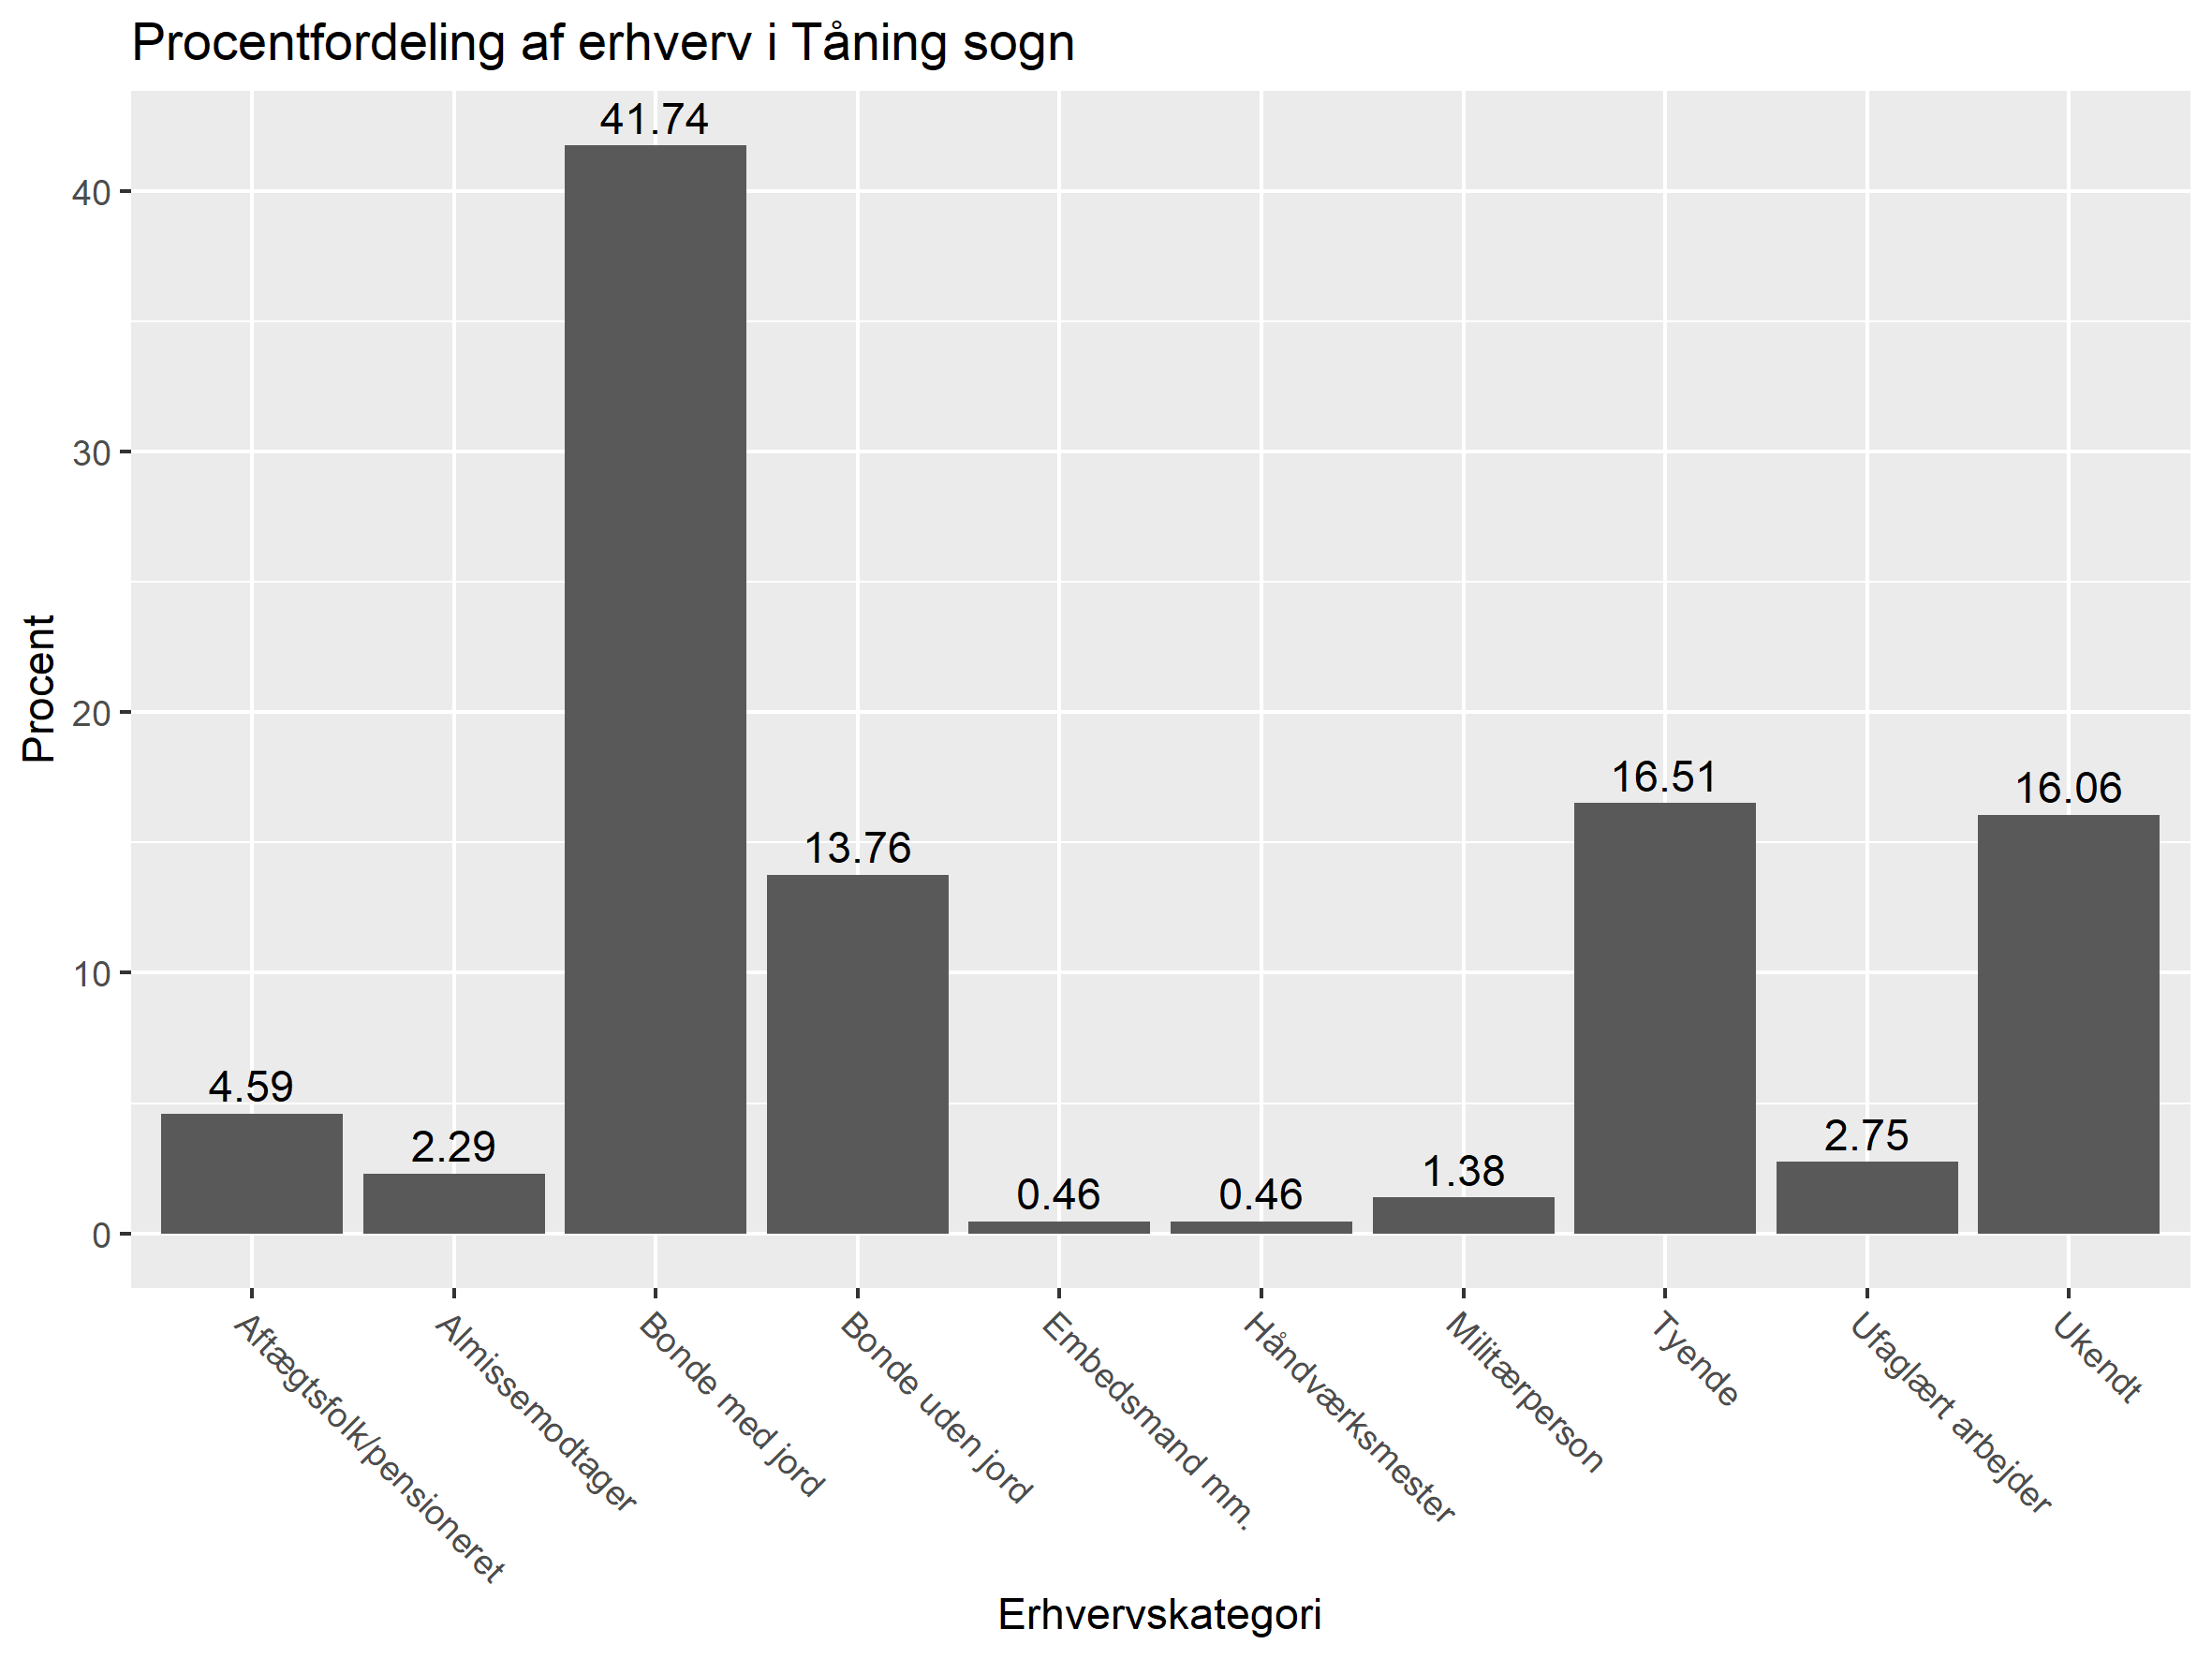 Procentfordeling af erhverv i Tåning sogn
Procent
40
30
20
10
0
4.59
2.29
41.74
13.76
0.46
0.46
1.38
16.51
2.75
16.06
Aftægtsfolk/pensioneret
Almissemodtager
Bonde med jord
Bonde uden jord
Embedsmand mm.
Håndværksmester
Militærperson
Tyende
Ufaglært arbejder
Ukendt
Erhvervskategori